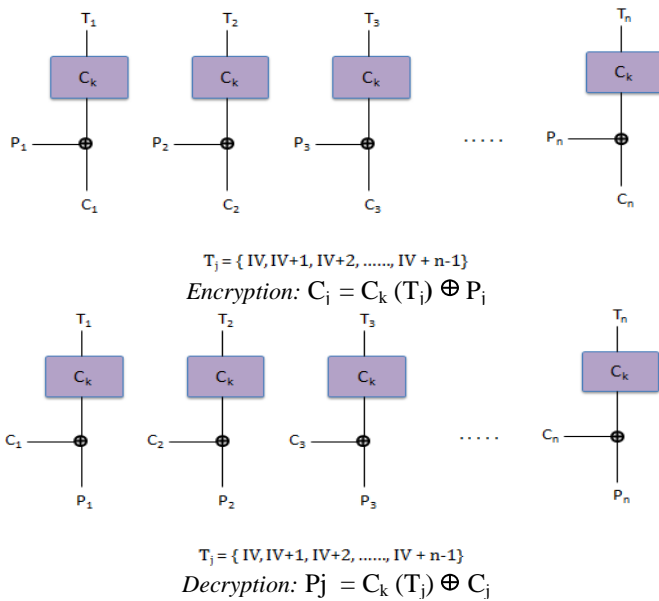 T₁ T₂ T₃ Tₙ
Cₖ Cₖ Cₖ Cₖ
P₁ ⊕ P₂ ⊕ P₃ ⊕ ..... Pₙ ⊕
C₁ C₂ C₃ Cₙ
Tⱼ = { IV, IV+1, IV+2, ......, IV + n-1}
Encryption: Cⱼ = Cₖ (Tⱼ) ⊕ Pⱼ
T₁ T₂ T₃ Tₙ
Cₖ Cₖ Cₖ Cₖ
C₁ ⊕ C₂ ⊕ C₃ ⊕ ..... Cₙ ⊕
P₁ P₂ P₃ Pₙ
Tⱼ = { IV, IV+1, IV+2, ......, IV + n-1}
Decryption: Pj = Cₖ (Tⱼ) ⊕ Cⱼ